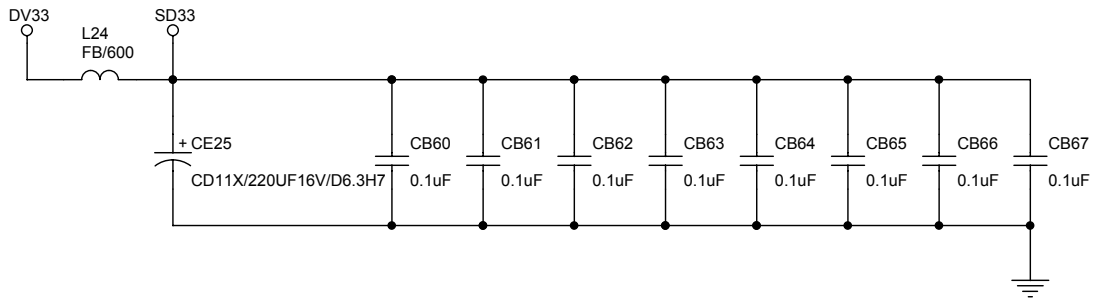 DV33
SD33
L24
FB/600
+ CE25
CD11X/220UF16V/D6.3H7
CB60
0.1uF
CB61
0.1uF
CB62
0.1uF
CB63
0.1uF
CB64
0.1uF
CB65
0.1uF
CB66
0.1uF
CB67
0.1uF